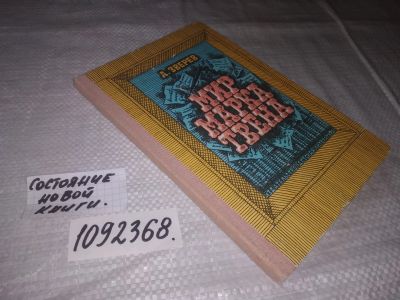 А. ЗВЕРЕВ
МИР
МАРКА
ТВЕНА
СОСТОЯНИЕ
НОВОЙ
КНИГИ.
1092368.